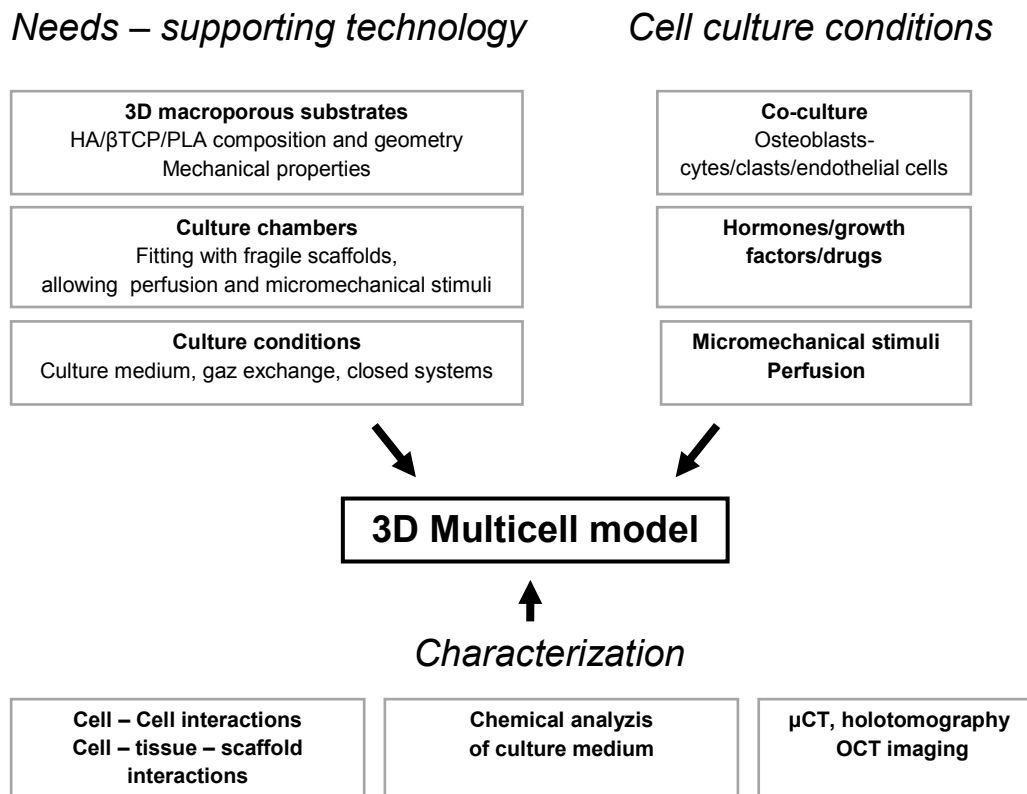 Needs – supporting technology
Cell culture conditions
3D macroporous substrates
HA/βTCP/PLA composition and geometry
Mechanical properties
Culture chambers
Fitting with fragile scaffolds,
allowing perfusion and micromechanical stimuli
Culture conditions
Culture medium, gaz exchange, closed systems
Co-culture
Osteoblasts-
cytes/clasts/endothelial cells
Hormones/growth
factors/drugs
Micromechanical stimuli
Perfusion
3D Multicell model
Characterization
Cell – Cell interactions
Cell – tissue – scaffold
interactions
Chemical analyzis
of culture medium
µCT, holotomography
OCT imaging